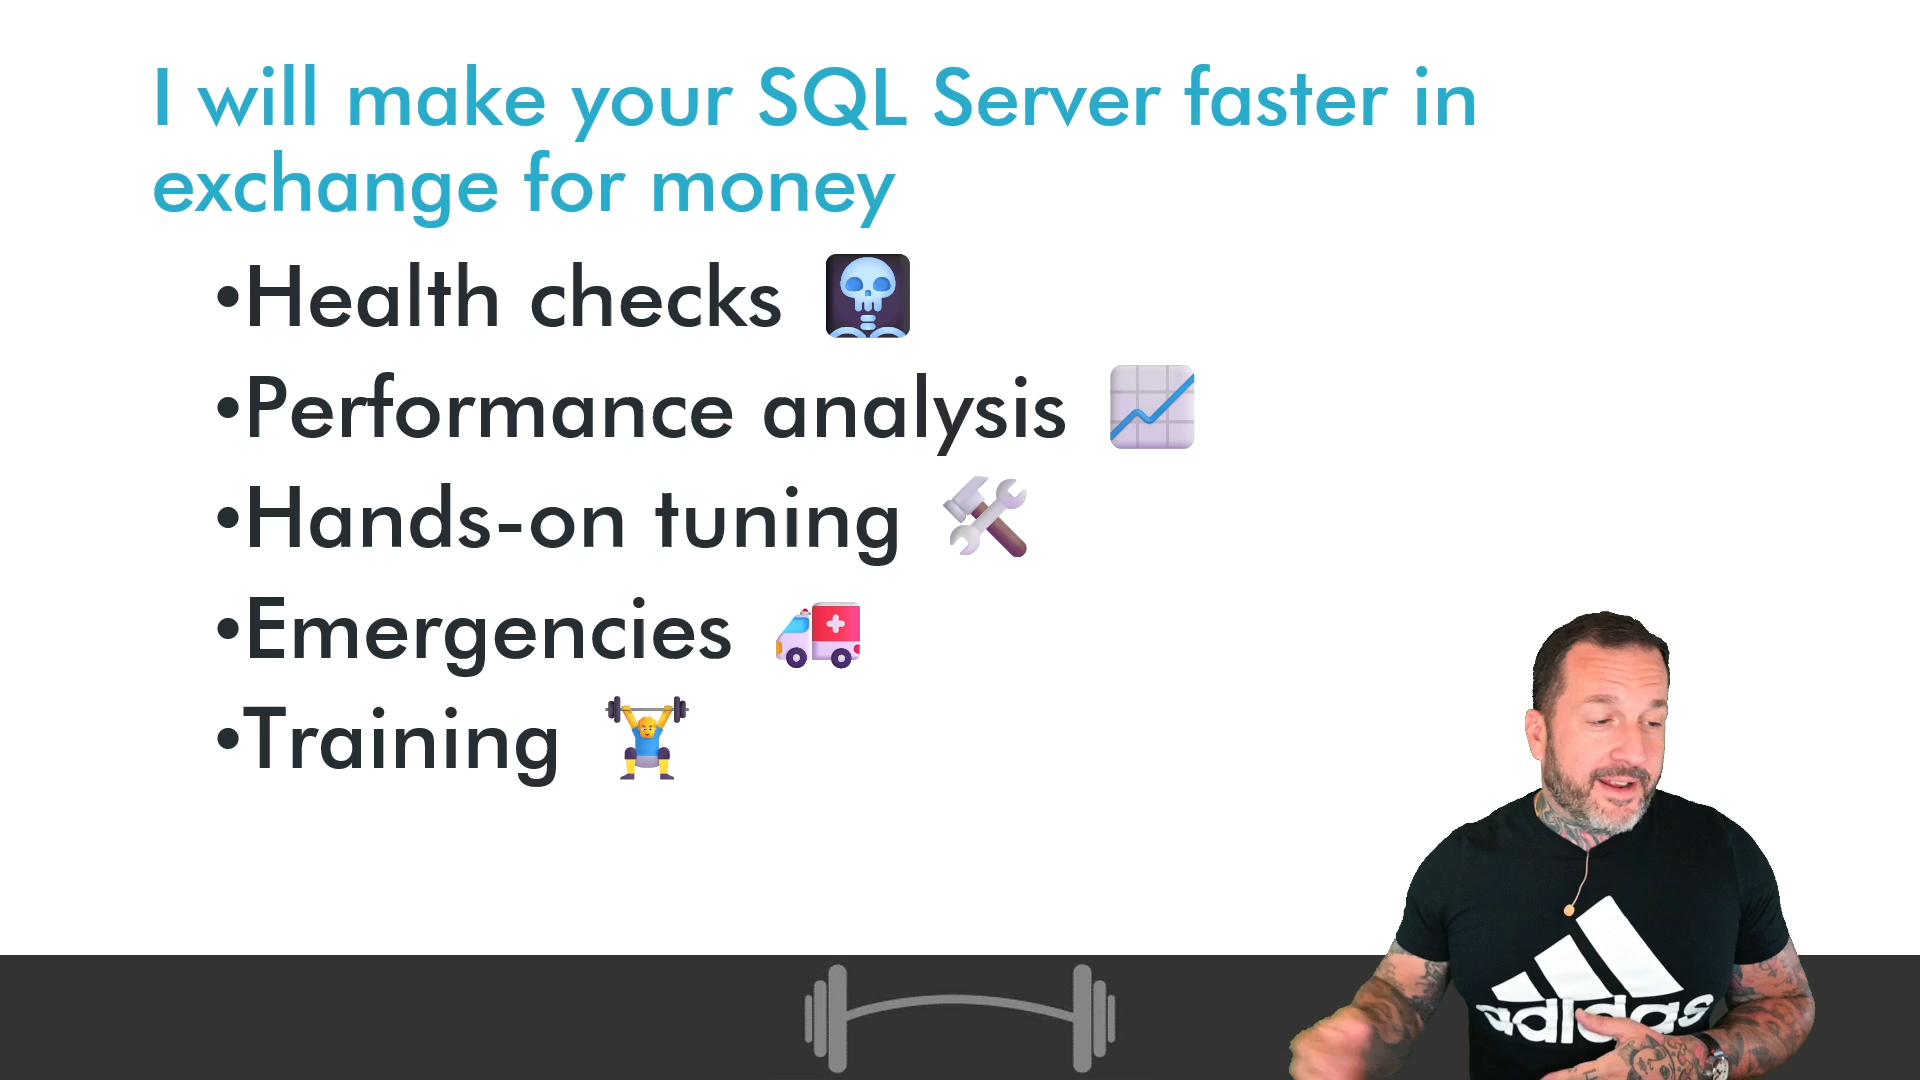 I will make your SQL Server faster in
exchange for money
•Health checks
•Performance analysis
•Hands-on tuning
•Emergencies
•Training
adidas